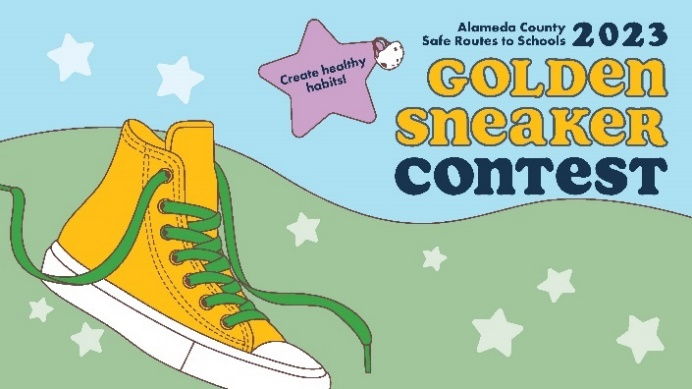 Alameda County
Safe Routes to Schools 2023
GOLDEN
SNEAKER
CONTEST
Create healthy
habits!